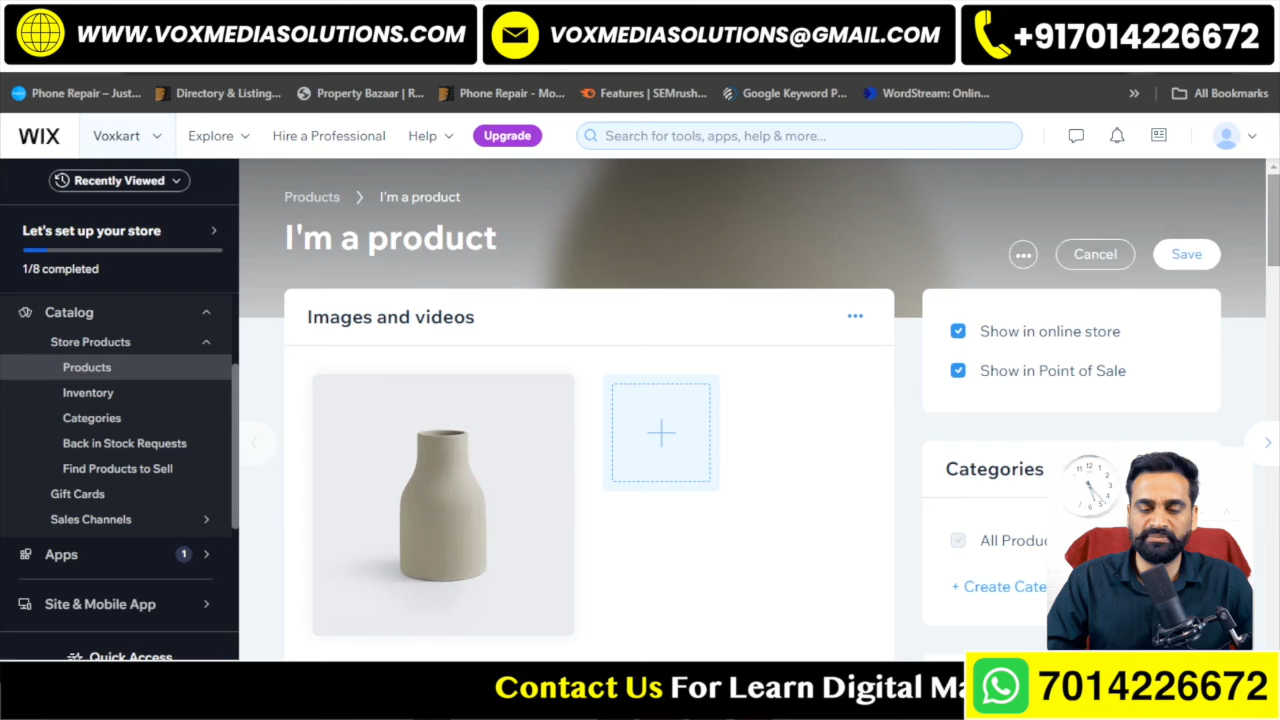 WWW.VOXMEDIASOLUTIONS.COM
VOXMEDIASOLUTIONS@GMAIL.COM
+917014226672
Phone Repair – Just...
Directory & Listing...
Property Bazaar | R...
Phone Repair - Mo...
Features | SEMrush...
Google Keyword P...
WordStream: Onlin...
»
All Bookmarks
WIX
Voxkart
Explore
Hire a Professional
Help
Upgrade
Search for tools, apps, help & more...
Recently Viewed
Let's set up your store
1/8 completed
Catalog
Store Products
Products
Inventory
Categories
Back in Stock Requests
Find Products to Sell
Gift Cards
Sales Channels
Apps
1
Site & Mobile App
Quick Access
Products > I'm a product
I'm a product
Cancel
Save
Images and videos
Show in online store
Show in Point of Sale
Categories
All Produc
+ Create Cate
Contact Us For Learn Digital Ma
7014226672